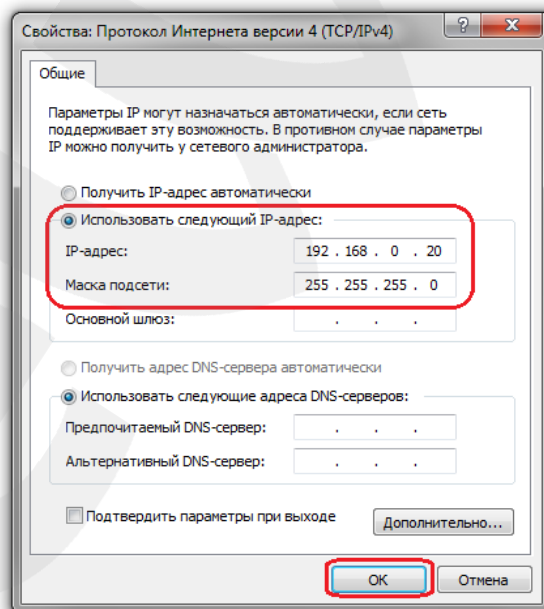 Свойства: Протокол Интернета версии 4 (TCP/IPv4)
Общие
Параметры IP могут назначаться автоматически, если сеть
поддерживает эту возможность. В противном случае параметры
IP можно получить у сетевого администратора.
Получить IP-адрес автоматически
Использовать следующий IP-адрес:
IP-адрес: 192 . 168 . 0 . 20
Маска подсети: 255 . 255 . 255 . 0
Основной шлюз: . . .
Получить адрес DNS-сервера автоматически
Использовать следующие адреса DNS-серверов:
Предпочитаемый DNS-сервер: . . .
Альтернативный DNS-сервер: . . .
Подтвердить параметры при выходе
Дополнительно...
ОК Отмена